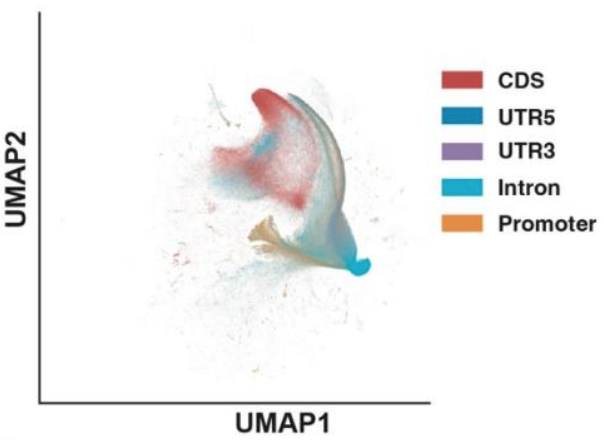 UMAP2
CDS
UTR5
UTR3
Intron
Promoter
UMAP1